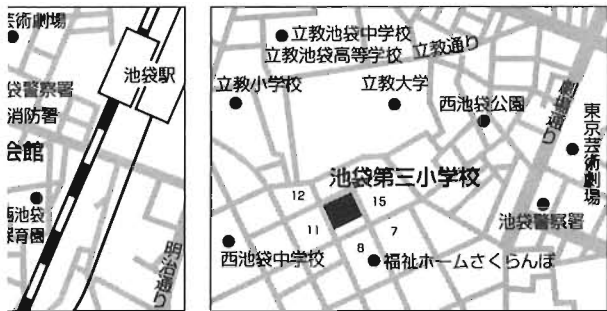 芸術劇場
池袋駅
袋警察署
消防署
会館
西池袋
保育園
明治通り
立教池袋中学校
立教池袋高等学校
立教通り
立教小学校
立教大学
西池袋公園
劇場通り
東京芸術劇場
池袋第三小学校
12
15
11
7
8
池袋警察署
西池袋中学校
福祉ホームさくらんぼ